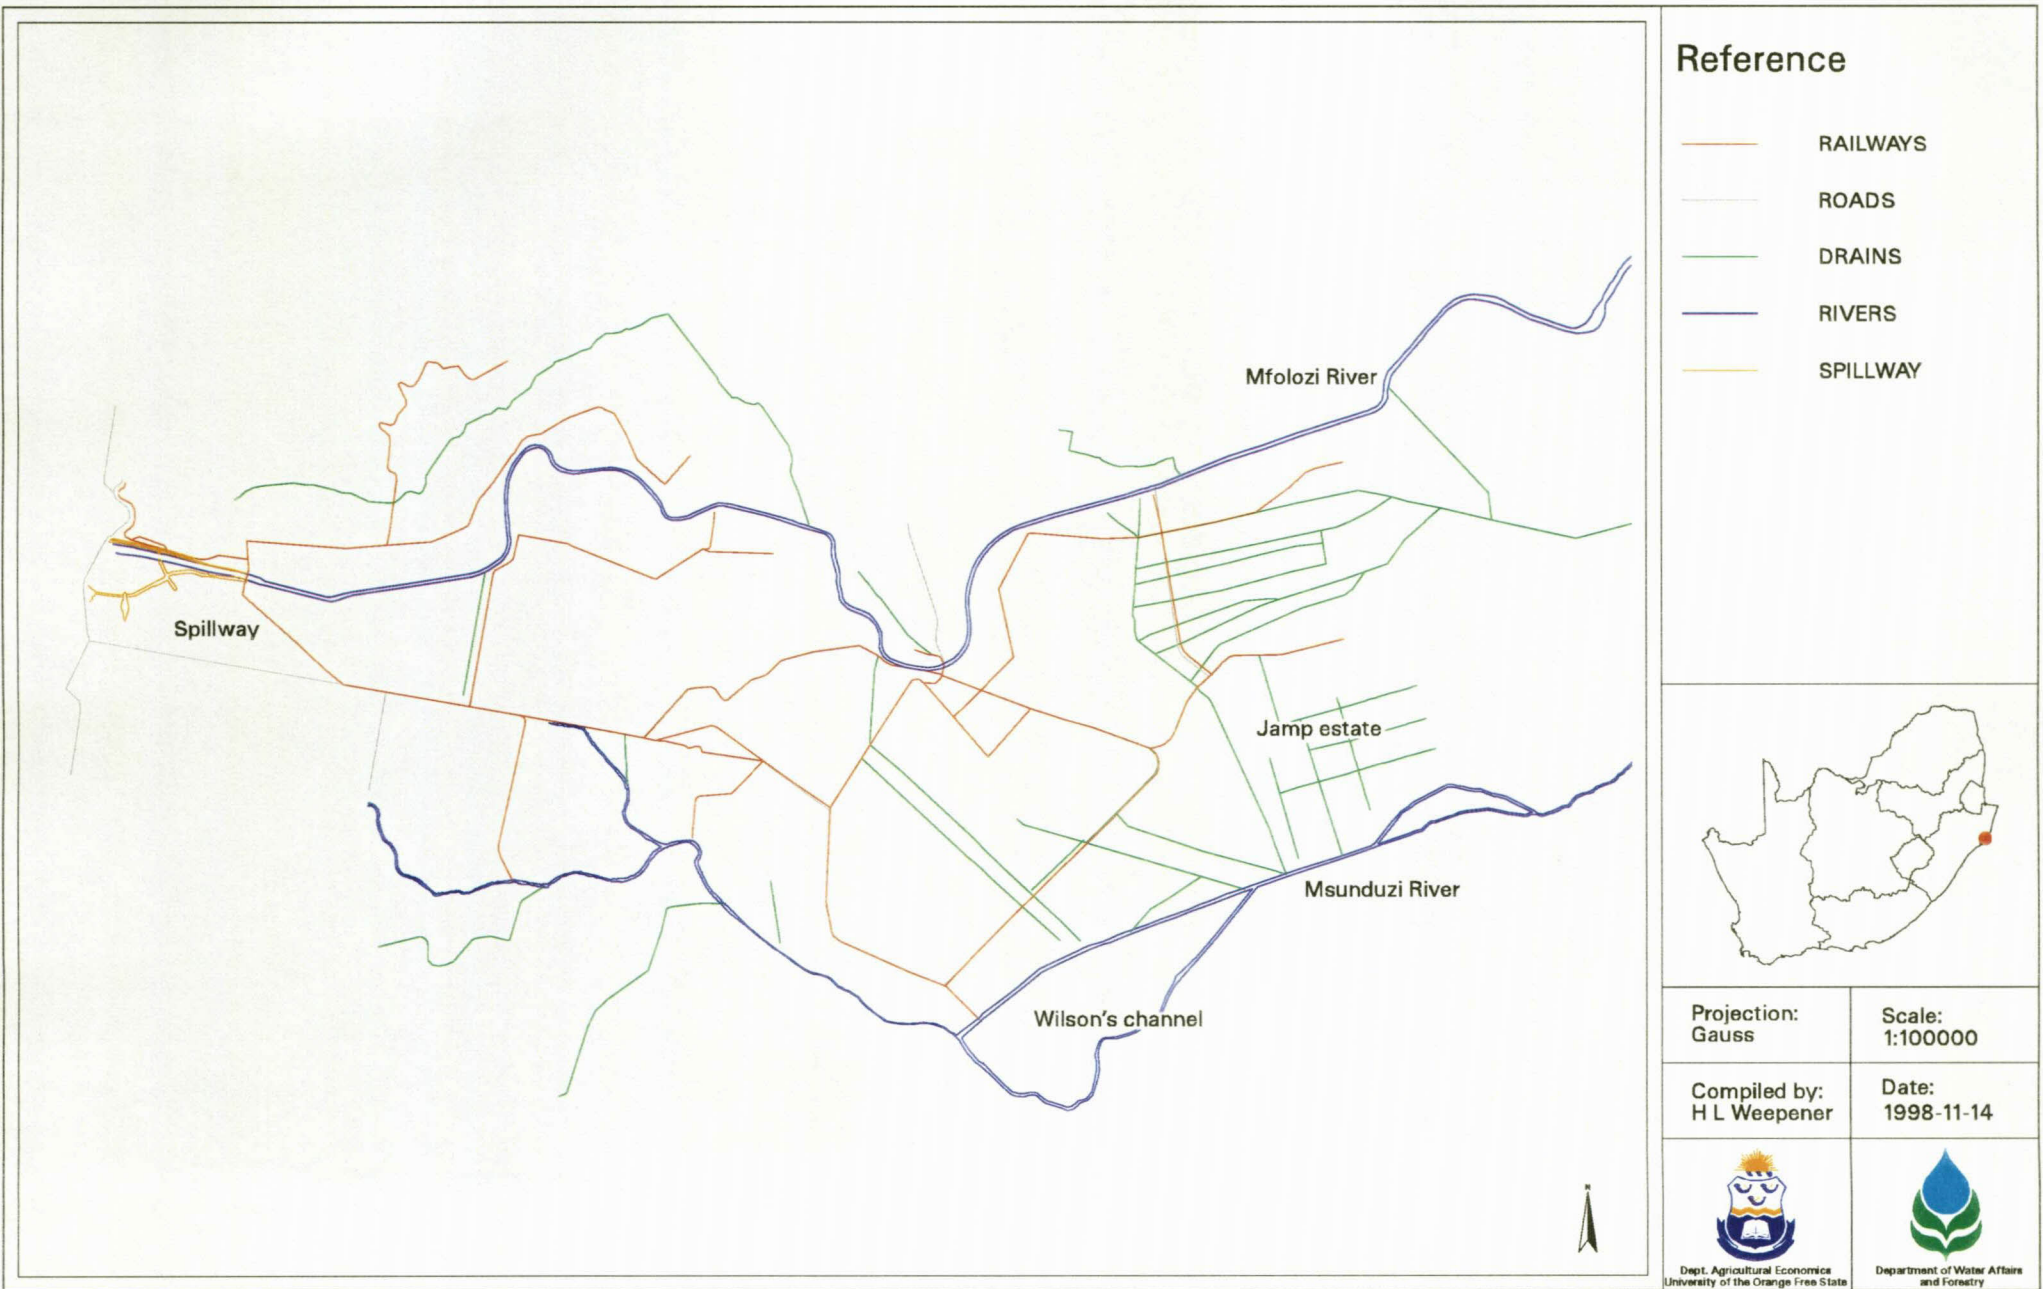 Reference
RAILWAYS
ROADS
DRAINS
RIVERS
SPILLWAY
Mfolozi River
Spillway
Jamp estate
Msunduzi River
Wilson's channel
N
Projection:
Gauss
Scale:
1:100000
Compiled by:
H L Weepener
Date:
1998-11-14
Dept. Agricultural Economics
University of the Orange Free State
Department of Water Affairs
and Forestry